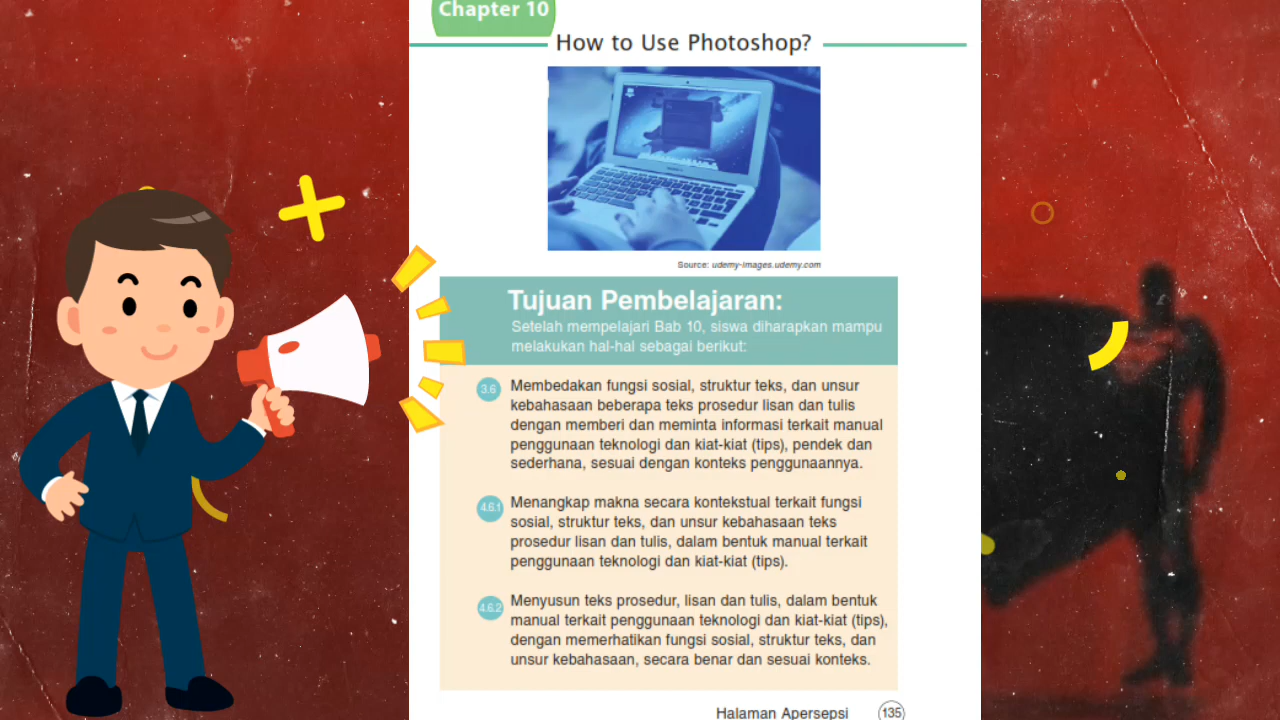 Chapter 10
How to Use Photoshop?
Source: udemy-images.udemy.com
Tujuan Pembelajaran:
Setelah mempelajari Bab 10, siswa diharapkan mampu
melakukan hal-hal sebagai berikut:
3.6 Membedakan fungsi sosial, struktur teks, dan unsur
kebahasaan beberapa teks prosedur lisan dan tulis
dengan memberi dan meminta informasi terkait manual
penggunaan teknologi dan kiat-kiat (tips), pendek dan
sederhana, sesuai dengan konteks penggunaannya.
4.6.1 Menangkap makna secara kontekstual terkait fungsi
sosial, struktur teks, dan unsur kebahasaan teks
prosedur lisan dan tulis, dalam bentuk manual terkait
penggunaan teknologi dan kiat-kiat (tips).
4.6.2 Menyusun teks prosedur, lisan dan tulis, dalam bentuk
manual terkait penggunaan teknologi dan kiat-kiat (tips),
dengan memerhatikan fungsi sosial, struktur teks, dan
unsur kebahasaan, secara benar dan sesuai konteks.
Halaman Apersepsi 135